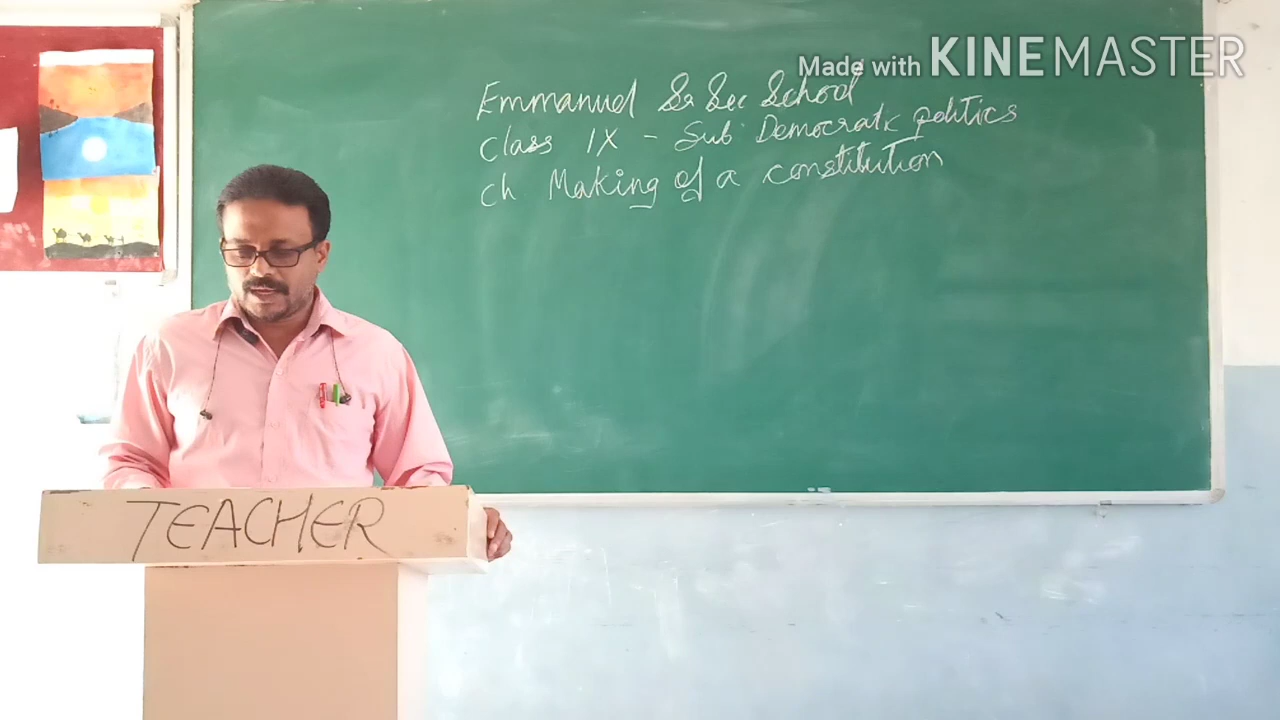 Made with KINEMASTER
Emmanuel Sr Sec School
Class IX - Sub Democratic politics
Ch Making of a constitution
TEACHER